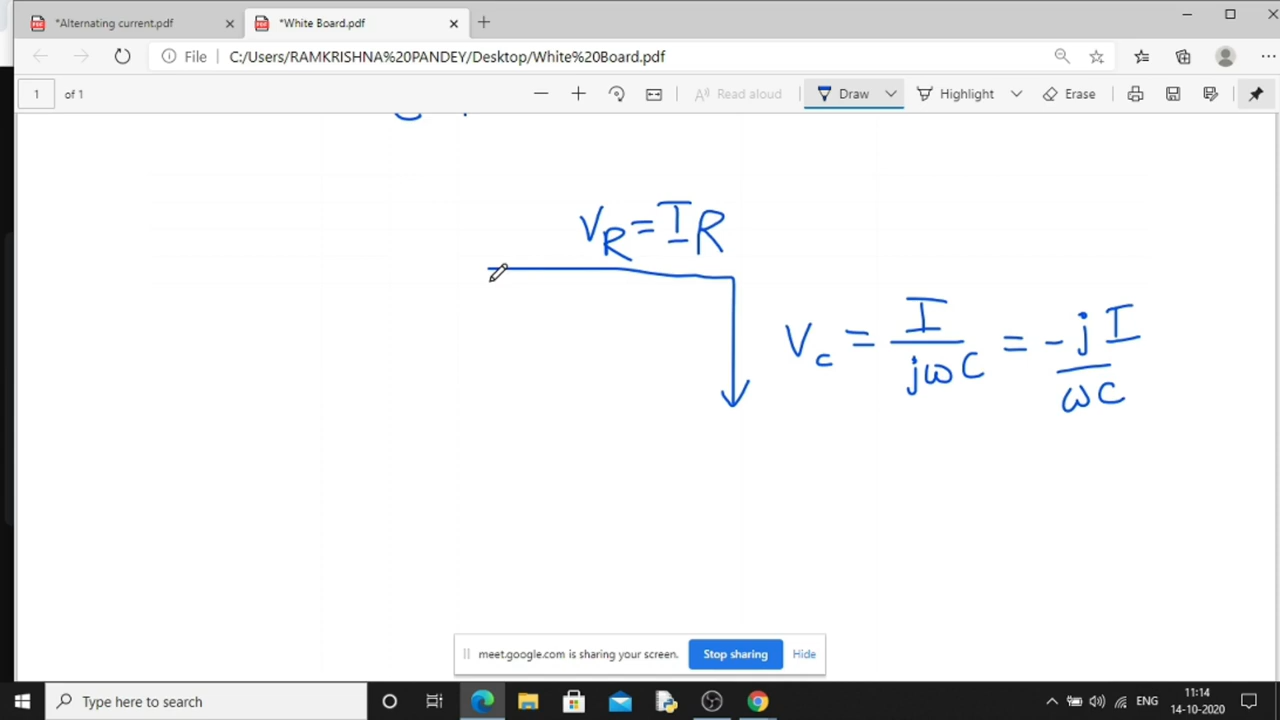 *Alternating current.pdf
*White Board.pdf
File C:/Users/RAMKRISHNA%20PANDEY/Desktop/White%20Board.pdf
1 of 1 Read aloud Draw Highlight Erase
V_R = IR
V_c = I/jωC = -jI/ωC
meet.google.com is sharing your screen. Stop sharing Hide
Type here to search
ENG
11:14
14-10-2020